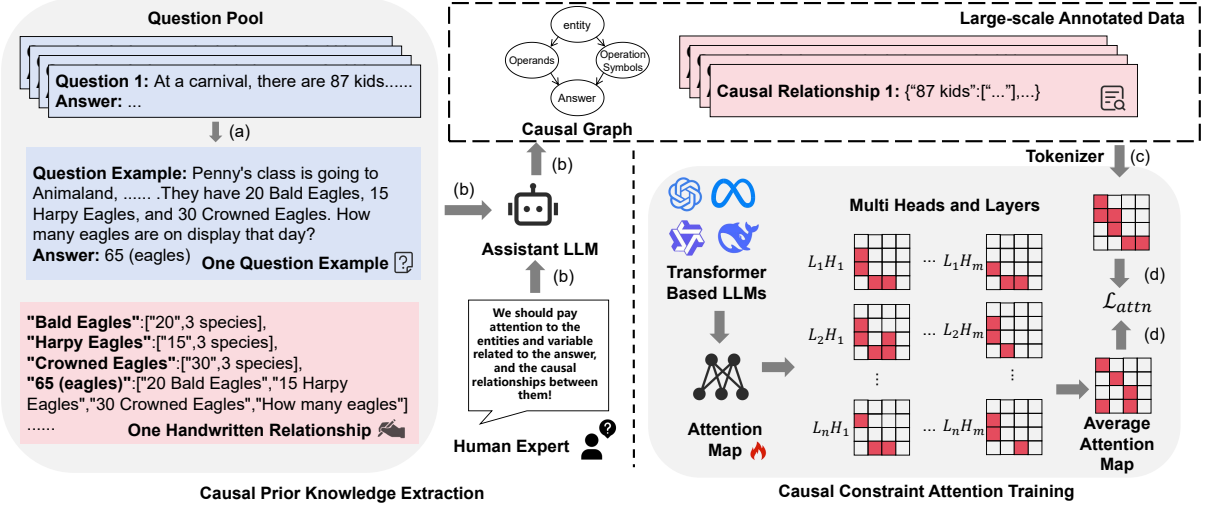 Question Pool
Question 1: At a carnival, there are 87 kids......
Answer: ...
(a)
Question Example: Penny's class is going to
Animaland, ...... .They have 20 Bald Eagles, 15
Harpy Eagles, and 30 Crowned Eagles. How
many eagles are on display that day?
Answer: 65 (eagles)
One Question Example
"Bald Eagles":["20",3 species],
"Harpy Eagles":["15",3 species],
"Crowned Eagles":["30",3 species],
"65 (eagles)":["20 Bald Eagles","15 Harpy
Eagles","30 Crowned Eagles","How many eagles"]
......
One Handwritten Relationship
Causal Prior Knowledge Extraction
(b)
Assistant LLM
(b)
(b)
We should pay
attention to the
entities and variable
related to the answer,
and the causal
relationships between
them!
Human Expert
entity
Operands
Operation
Symbols
Answer
Causal Graph
Large-scale Annotated Data
Causal Relationship 1: {“87 kids”:[“...”],...}
Tokenizer
(c)
Transformer
Based LLMs
Attention
Map
Multi Heads and Layers
L₁H₁
... L₁Hₘ
L₂H₁
... L₂Hₘ
⋮
⋮
LₙH₁
... LₙHₘ
(d)
ℒₐₜₜₙ
(d)
Average
Attention
Map
Causal Constraint Attention Training